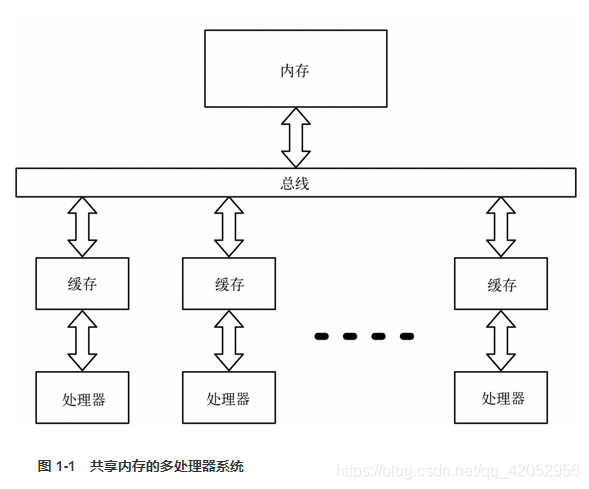 内存
总线
缓存 缓存 缓存
处理器 处理器 处理器
图 1-1 共享内存的多处理器系统
https://blog.csdn.net/qq_42052956